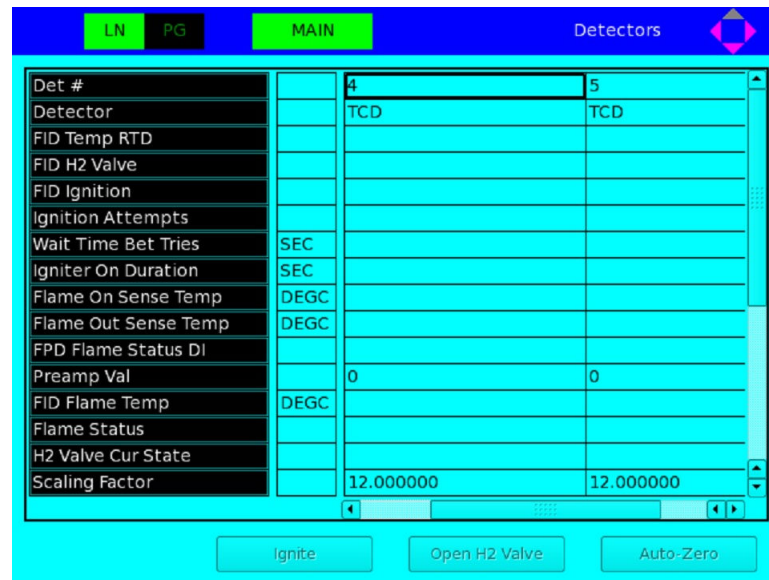 LN PG MAIN Detectors
Det # 4 5
Detector TCD TCD
FID Temp RTD
FID H2 Valve
FID Ignition
Ignition Attempts
Wait Time Bet Tries SEC
Igniter On Duration SEC
Flame On Sense Temp DEGC
Flame Out Sense Temp DEGC
FPD Flame Status DI
Preamp Val 0 0
FID Flame Temp DEGC
Flame Status
H2 Valve Cur State
Scaling Factor 12.000000 12.000000
Ignite Open H2 Valve Auto-Zero